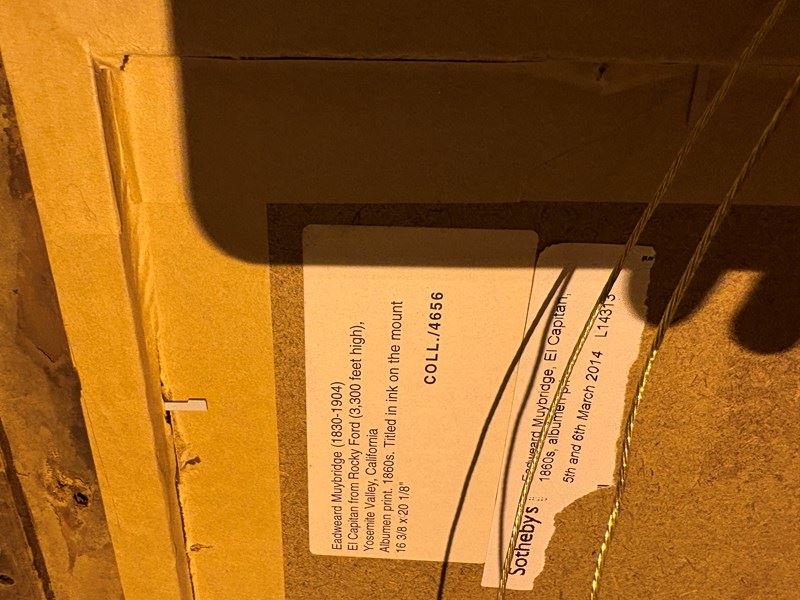 Eadweard Muybridge (1830-1904)
El Capitan from Rocky Ford (3,300 feet high),
Yosemite Valley, California
Albumen print. 1860s. Titled in ink on the mount
16 3/8 x 20 1/8"
COLL./4656
Sotheby's
Eadweard Muybridge, El Capitan,
1860s, albumen
5th and 6th March 2014 L14313